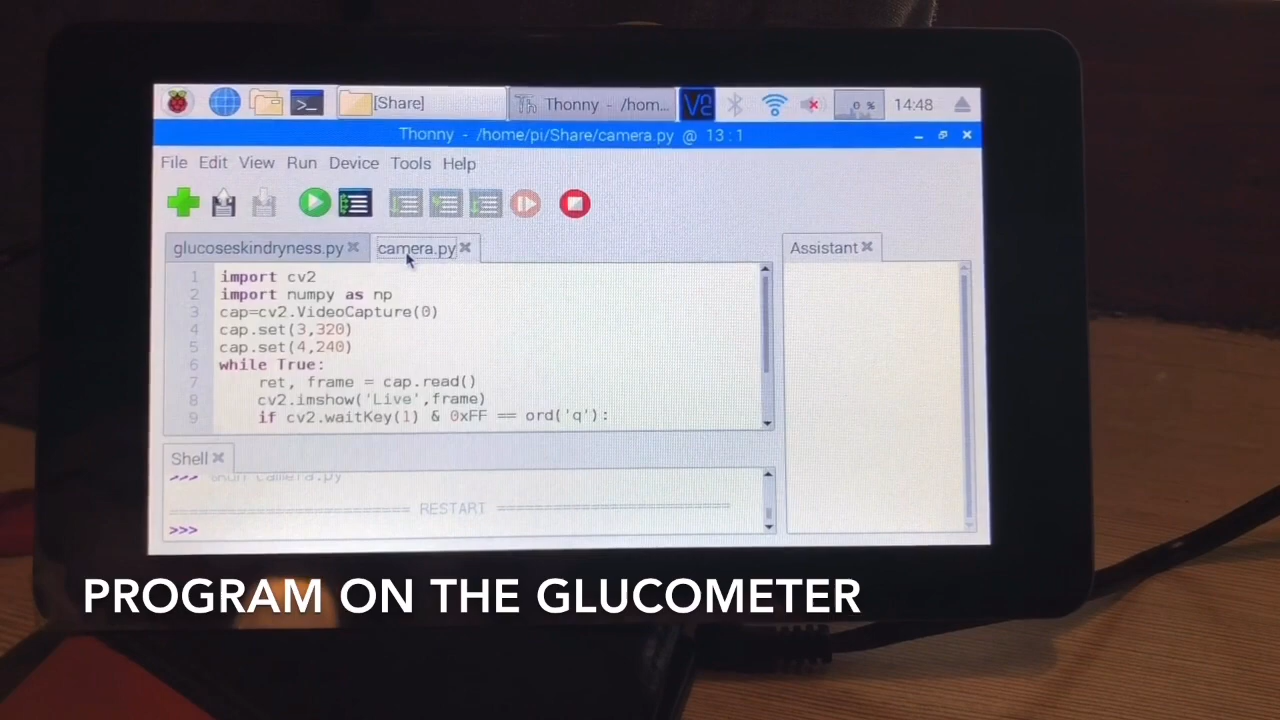 [Share]
Thonny - /hom...
0 %
14:48
Thonny - /home/pi/Share/camera.py @ 13:1
File Edit View Run Device Tools Help
glucoseskindryness.py
camera.py
Assistant
1 import cv2
2 import numpy as np
3 cap=cv2.VideoCapture(0)
4 cap.set(3,320)
5 cap.set(4,240)
6 while True:
7 ret, frame = cap.read()
8 cv2.imshow('Live',frame)
9 if cv2.waitKey(1) & 0xFF == ord('q'):
Shell
>>> %Run camera.py
RESTART
>>>
PROGRAM ON THE GLUCOMETER